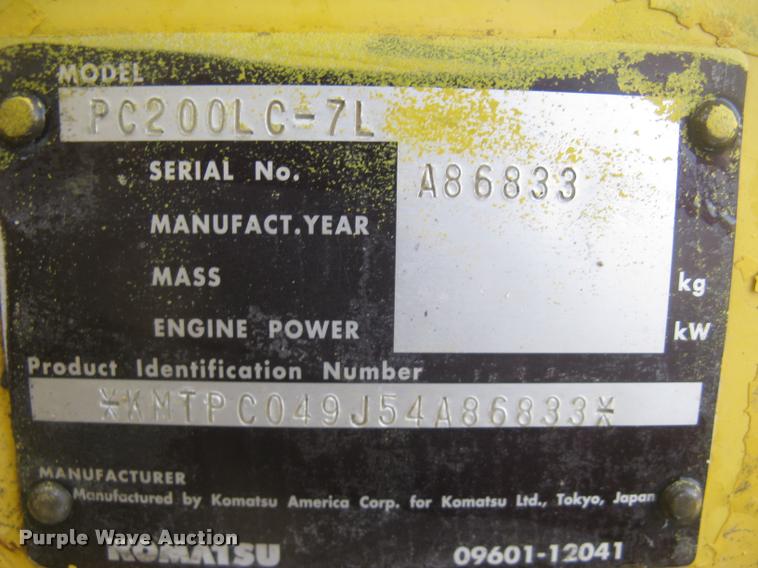 MODEL
PC200LC-7L
SERIAL No. A86833
MANUFACT.YEAR
MASS kg
ENGINE POWER kW
Product Identification Number
*KMTPC049J54A86833*
MANUFACTURER
Manufactured by Komatsu America Corp. for Komatsu Ltd., Tokyo, Japan
Purple Wave Auction
KOMATSU 09601-12041